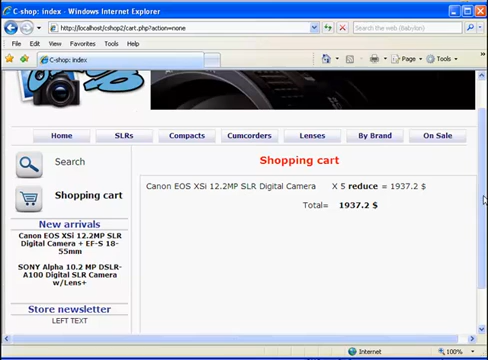 C-shop: index - Windows Internet Explorer
http://localhost/cshop2/cart.php?action=none
Search the web (Babylon)
File Edit View Favorites Tools Help
C-shop: index
Page Tools
Home SLRs Compacts Cumcorders Lenses By Brand On Sale
Search
Shopping cart
New arrivals
Canon EOS XSi 12.2MP SLR
Digital Camera + EF-S 18-
55mm
SONY Alpha 10.2 MP DSLR-
A100 Digital SLR Camera
w/Lens+
Store newsletter
LEFT TEXT
Shopping cart
Canon EOS XSi 12.2MP SLR Digital Camera X 5 reduce = 1937.2 $
Total= 1937.2 $
Internet
100%